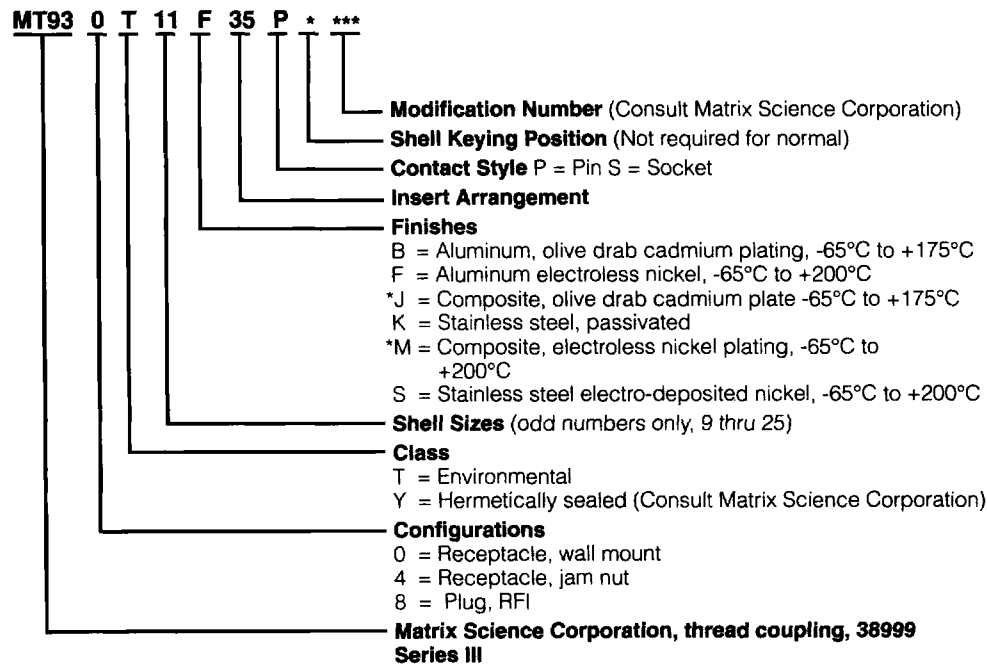 MT93 0 T 11 F 35 P * ***
Modification Number (Consult Matrix Science Corporation)
Shell Keying Position (Not required for normal)
Contact Style P = Pin S = Socket
Insert Arrangement
Finishes
B = Aluminum, olive drab cadmium plating, -65°C to +175°C
F = Aluminum electroless nickel, -65°C to +200°C
*J = Composite, olive drab cadmium plate -65°C to +175°C
K = Stainless steel, passivated
*M = Composite, electroless nickel plating, -65°C to
+200°C
S = Stainless steel electro-deposited nickel, -65°C to +200°C
Shell Sizes (odd numbers only, 9 thru 25)
Class
T = Environmental
Y = Hermetically sealed (Consult Matrix Science Corporation)
Configurations
0 = Receptacle, wall mount
4 = Receptacle, jam nut
8 = Plug, RFI
Matrix Science Corporation, thread coupling, 38999
Series III